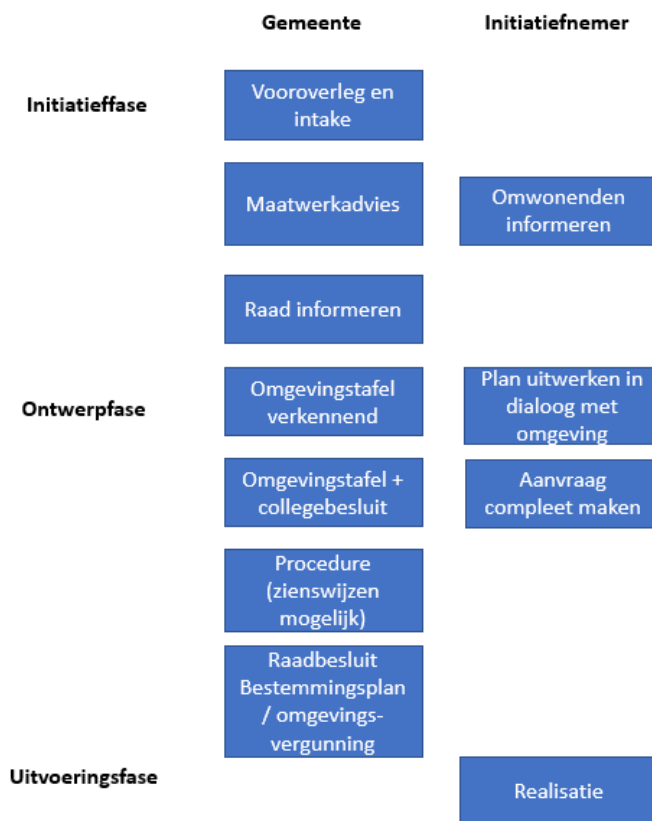 Gemeente
Initiatiefnemer
Initiatieffase
Vooroverleg en
intake
Maatwerkadvies
Omwonenden
informeren
Raad informeren
Ontwerpfase
Omgevingstafel
verkennend
Plan uitwerken in
dialoog met
omgeving
Omgevingstafel +
collegebesluit
Aanvraag
compleet maken
Procedure
(zienswijzen
mogelijk)
Raadbesluit
Bestemmingsplan
/ omgevings-
vergunning
Uitvoeringsfase
Realisatie